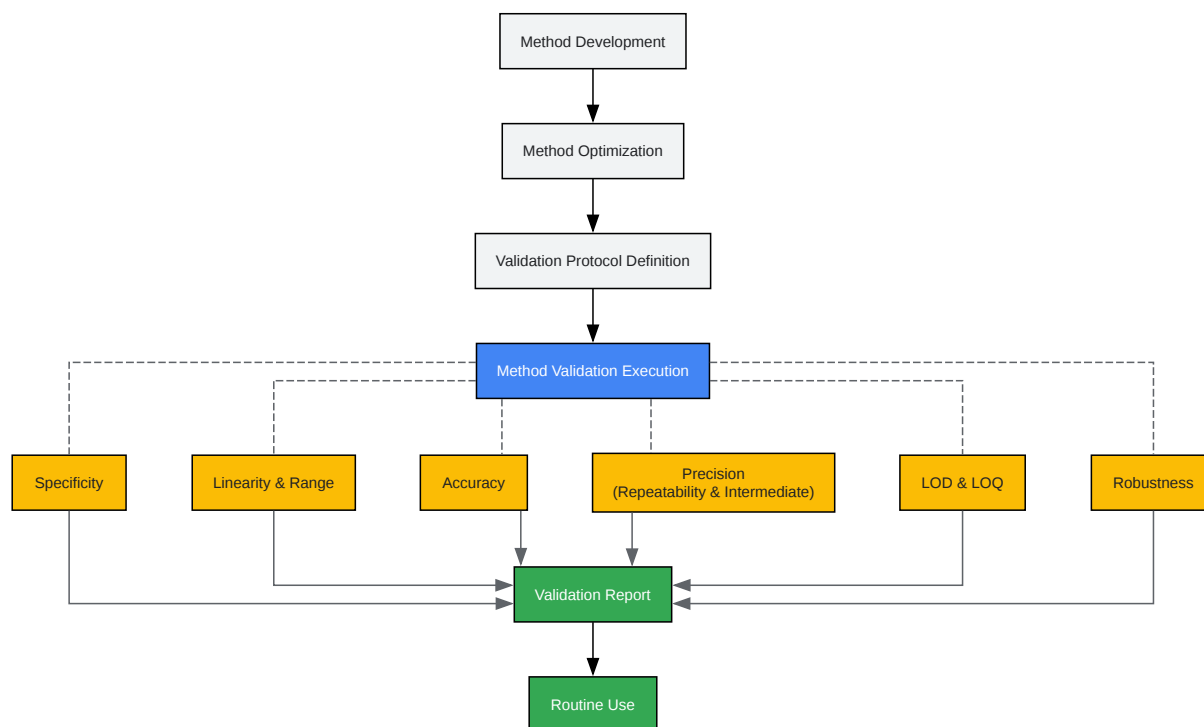 Method Development
Method Optimization
Validation Protocol Definition
Method Validation Execution
Specificity
Linearity & Range
Accuracy
Precision
(Repeatability & Intermediate)
LOD & LOQ
Robustness
Validation Report
Routine Use